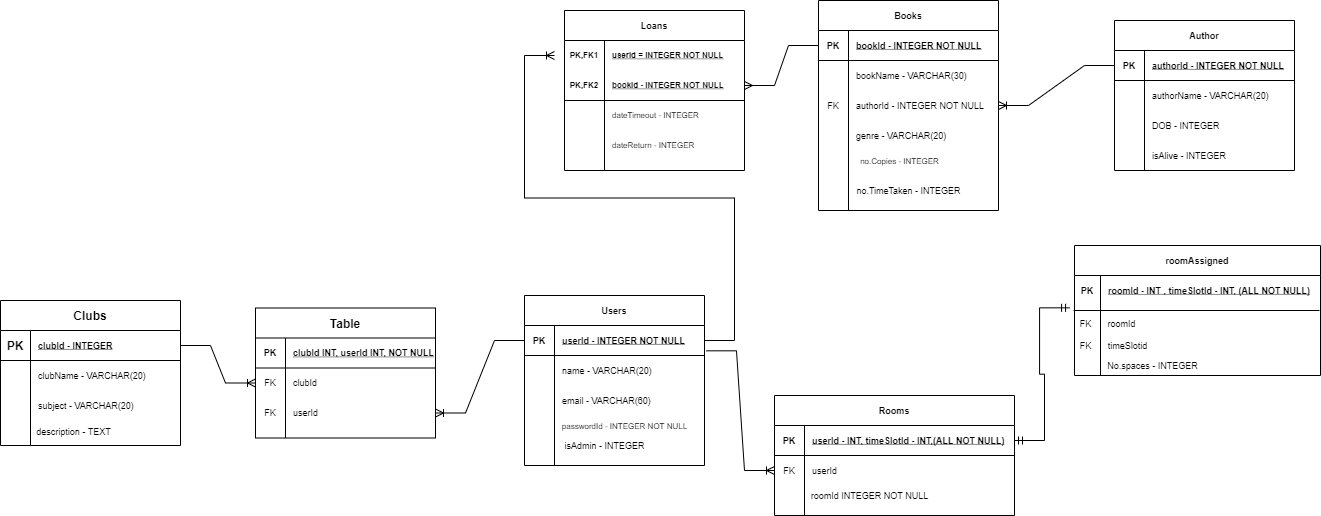 Loans
PK,FK1 userId = INTEGER NOT NULL
PK,FK2 bookId - INTEGER NOT NULL
dateTimeout - INTEGER
dateReturn - INTEGER
Books
PK bookId - INTEGER NOT NULL
bookName - VARCHAR(30)
FK authorId - INTEGER NOT NULL
genre - VARCHAR(20)
no.Copies - INTEGER
no.TimeTaken - INTEGER
Author
PK authorId - INTEGER NOT NULL
authorName - VARCHAR(20)
DOB - INTEGER
isAlive - INTEGER
roomAssigned
PK roomId - INT , timeSlotId - INT, (ALL NOT NULL)
FK roomId
FK timeSlotid
No.spaces - INTEGER
Clubs
PK clubId - INTEGER
clubName - VARCHAR(20)
subject - VARCHAR(20)
description - TEXT
Table
PK clubId INT, userId INT, NOT NULL
FK clubId
FK userId
Users
PK userId - INTEGER NOT NULL
name - VARCHAR(20)
email - VARCHAR(60)
passwordId - INTEGER NOT NULL
isAdmin - INTEGER
Rooms
PK userId - INT, timeSlotId - INT,(ALL NOT NULL)
FK userId
roomId INTEGER NOT NULL